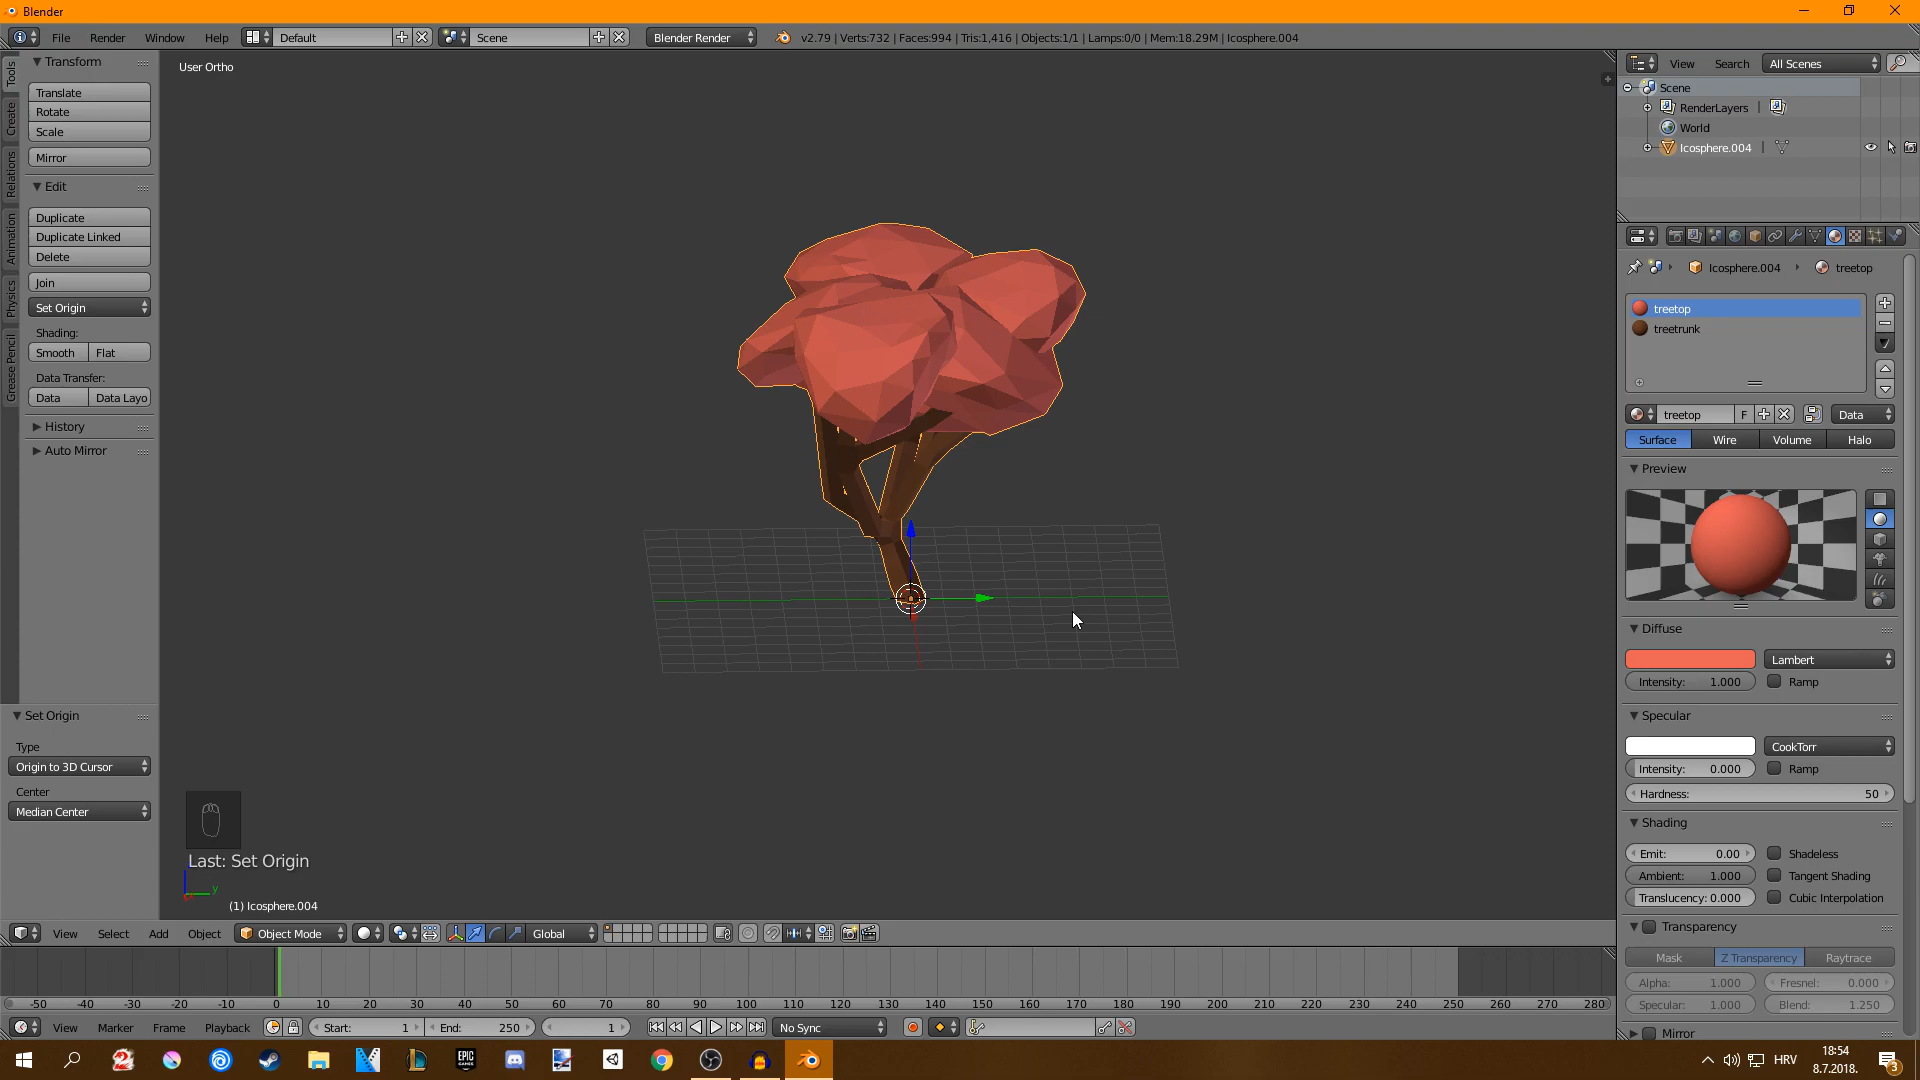 Blender
File Render Window Help Default Scene Blender Render v2.79 | Verts:732 | Faces:994 | Tris:1,416 | Objects:1/1 | Lamps:0/0 | Mem:18.29M | Icosphere.004
Tools
Create
Relations
Animation
Physics
Grease Pencil
Transform
Translate
Rotate
Scale
Mirror
Edit
Duplicate
Duplicate Linked
Delete
Join
Set Origin
Shading:
Smooth Flat
Data Transfer:
Data Data Layo
History
Auto Mirror
Set Origin
Type
Origin to 3D Cursor
Center
Median Center
User Ortho
Last: Set Origin
y
(1) Icosphere.004
View Search All Scenes
Scene
RenderLayers |
World
Icosphere.004 |
Icosphere.004 treetop
treetop
treetrunk
treetop F Data
Surface Wire Volume Halo
Preview
Diffuse
Lambert
Intensity: 1.000 Ramp
Specular
CookTorr
Intensity: 0.000 Ramp
Hardness: 50
Shading
Emit: 0.00 Shadeless
Ambient: 1.000 Tangent Shading
Translucency: 0.000 Cubic Interpolation
Transparency
Mask Z Transparency Raytrace
Alpha: 1.000 Fresnel: 0.000
Specular: 1.000 Blend: 1.250
Mirror
View Select Add Object Object Mode Global
-50 -40 -30 -20 -10 0 10 20 30 40 50 60 70 80 90 100 110 120 130 140 150 160 170 180 190 200 210 220 230 240 250 260 270 280
View Marker Frame Playback Start: 1 End: 250 1 No Sync
EPIC GAMES
HRV
18:54
8.7.2018.
3